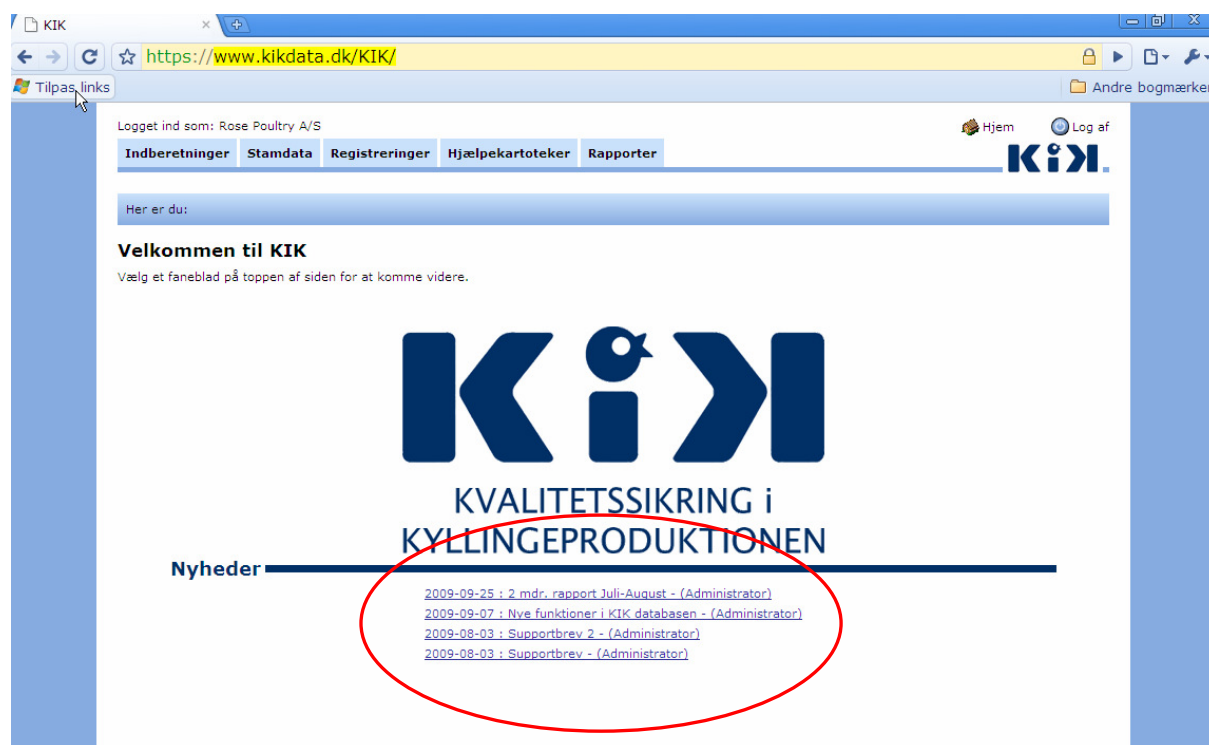 KIK
https://www.kikdata.dk/KIK/
Tilpas links
Andre bogmærker
Logget ind som: Rose Poultry A/S
Hjem
Log af
Indberetninger Stamdata Registreringer Hjælpekartoteker Rapporter
KiK
Her er du:
Velkommen til KIK
Vælg et faneblad på toppen af siden for at komme videre.
KiK
KVALITETSSIKRING i
KYLLINGEPRODUKTIONEN
Nyheder
2009-09-25 : 2 mdr. rapport Juli-August - (Administrator)
2009-09-07 : Nye funktioner i KIK databasen - (Administrator)
2009-08-03 : Supportbrev 2 - (Administrator)
2009-08-03 : Supportbrev - (Administrator)